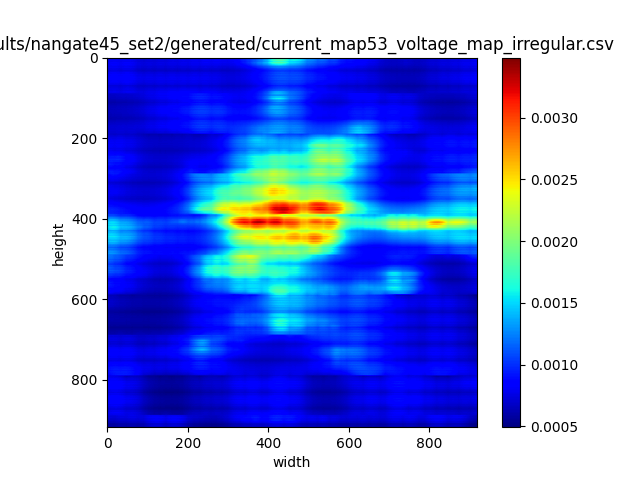 ults/nangate45_set2/generated/current_map53_voltage_map_irregular.csv
0
200
400
600
800
height
0 200 400 600 800
width
0.0030
0.0025
0.0020
0.0015
0.0010
0.0005